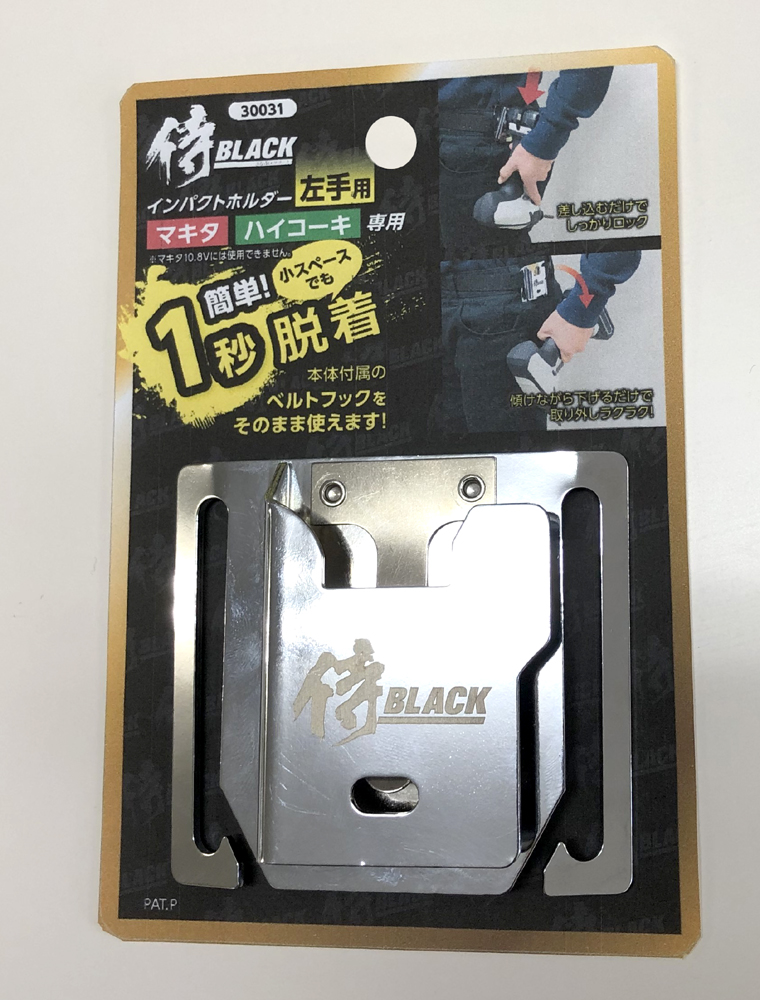 30031
侍BLACK
インパクトホルダー 左手用
マキタ ハイコーキ 専用
※マキタ10.8Vには使用できません。
簡単! 小スペース
でも
1秒脱着
本体付属の
ベルトフックを
そのまま使えます!
差し込むだけで
しっかりロック
傾けながら下げるだけで
取り外しラクラク!
侍BLACK
PAT.P